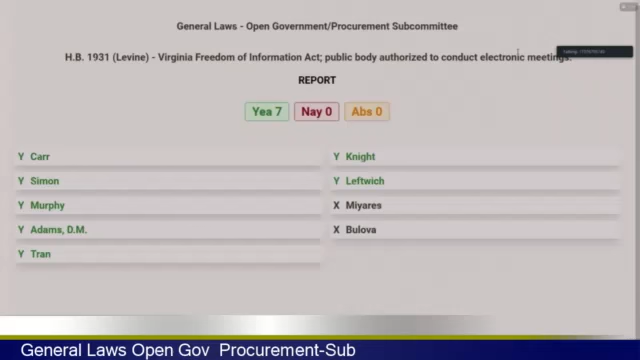 General Laws - Open Government/Procurement Subcommittee
H.B. 1931 (Levine) - Virginia Freedom of Information Act; public body authorized to conduct electronic meetings.
REPORT
Yea 7 Nay 0 Abs 0
Y Carr Y Knight
Y Simon Y Leftwich
Y Murphy X Miyares
Y Adams, D.M. X Bulova
Y Tran
General Laws Open Gov Procurement-Sub